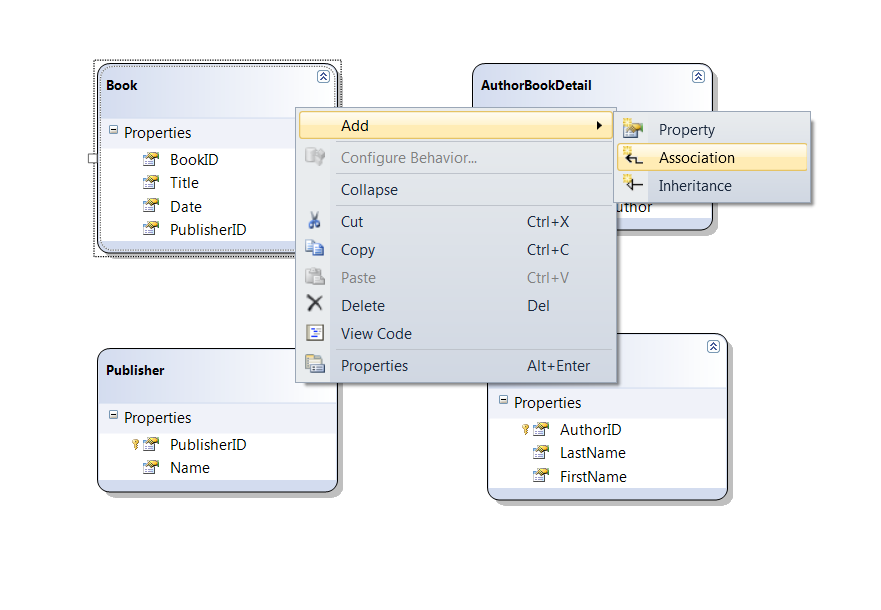 Book
Properties
BookID
Title
Date
PublisherID
AuthorBookDetail
Add
Configure Behavior...
Collapse
Cut Ctrl+X
Copy Ctrl+C
Paste Ctrl+V
Delete Del
View Code
Properties Alt+Enter
Property
Association
Inheritance
Publisher
Properties
PublisherID
Name
Properties
AuthorID
LastName
FirstName